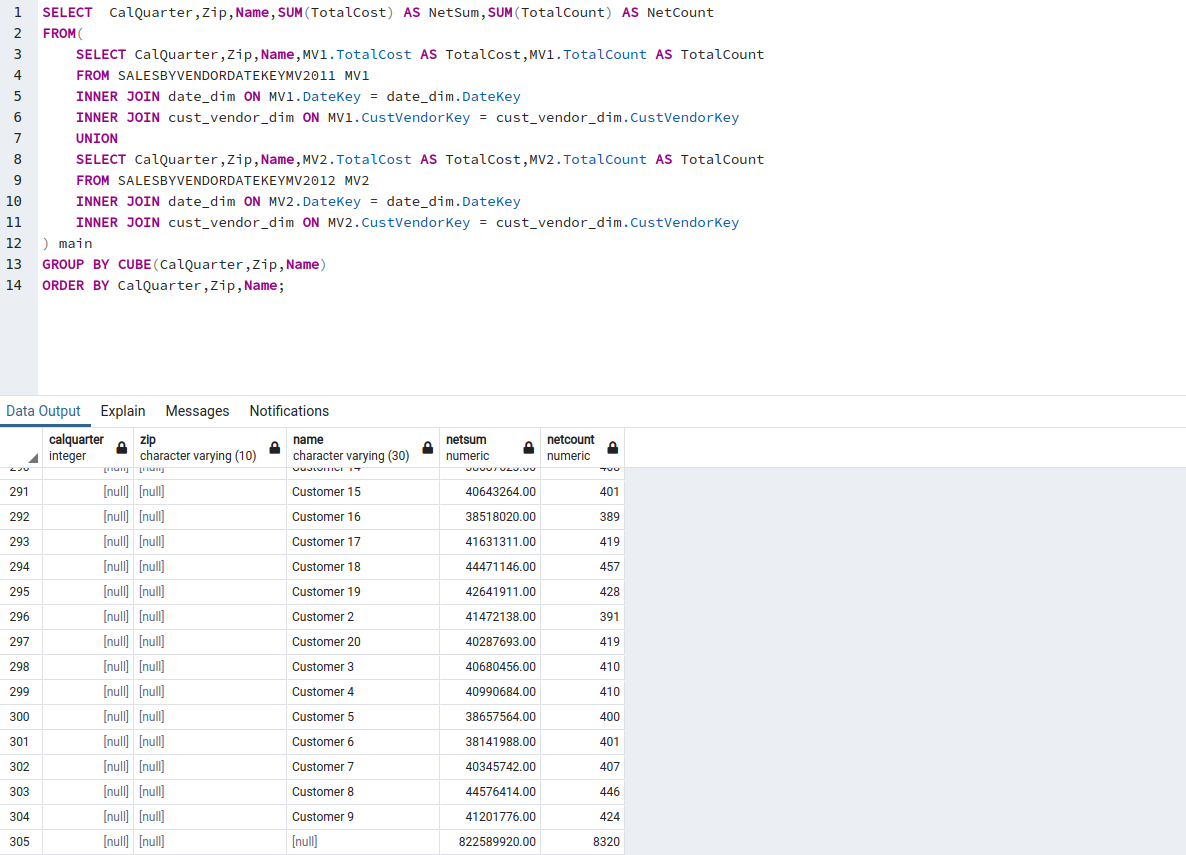 1 SELECT  CalQuarter,Zip,Name,SUM(TotalCost) AS NetSum,SUM(TotalCount) AS NetCount
2 FROM(
3     SELECT CalQuarter,Zip,Name,MV1.TotalCost AS TotalCost,MV1.TotalCount AS TotalCount
4     FROM SALESBYVENDORDATEKEYMV2011 MV1
5     INNER JOIN date_dim ON MV1.DateKey = date_dim.DateKey
6     INNER JOIN cust_vendor_dim ON MV1.CustVendorKey = cust_vendor_dim.CustVendorKey
7     UNION
8     SELECT CalQuarter,Zip,Name,MV2.TotalCost AS TotalCost,MV2.TotalCount AS TotalCount
9     FROM SALESBYVENDORDATEKEYMV2012 MV2
10     INNER JOIN date_dim ON MV2.DateKey = date_dim.DateKey
11     INNER JOIN cust_vendor_dim ON MV2.CustVendorKey = cust_vendor_dim.CustVendorKey
12 ) main
13 GROUP BY CUBE(CalQuarter,Zip,Name)
14 ORDER BY CalQuarter,Zip,Name;
Data Output Explain Messages Notifications
calquarter zip name netsum netcount
integer character varying (10) character varying (30) numeric numeric
291 [null] [null] Customer 15 40643264.00 401
292 [null] [null] Customer 16 38518020.00 389
293 [null] [null] Customer 17 41631311.00 419
294 [null] [null] Customer 18 44471146.00 457
295 [null] [null] Customer 19 42641911.00 428
296 [null] [null] Customer 2 41472138.00 391
297 [null] [null] Customer 20 40287693.00 419
298 [null] [null] Customer 3 40680456.00 410
299 [null] [null] Customer 4 40990684.00 410
300 [null] [null] Customer 5 38657564.00 400
301 [null] [null] Customer 6 38141988.00 401
302 [null] [null] Customer 7 40345742.00 407
303 [null] [null] Customer 8 44576414.00 446
304 [null] [null] Customer 9 41201776.00 424
305 [null] [null] [null] 822589920.00 8320